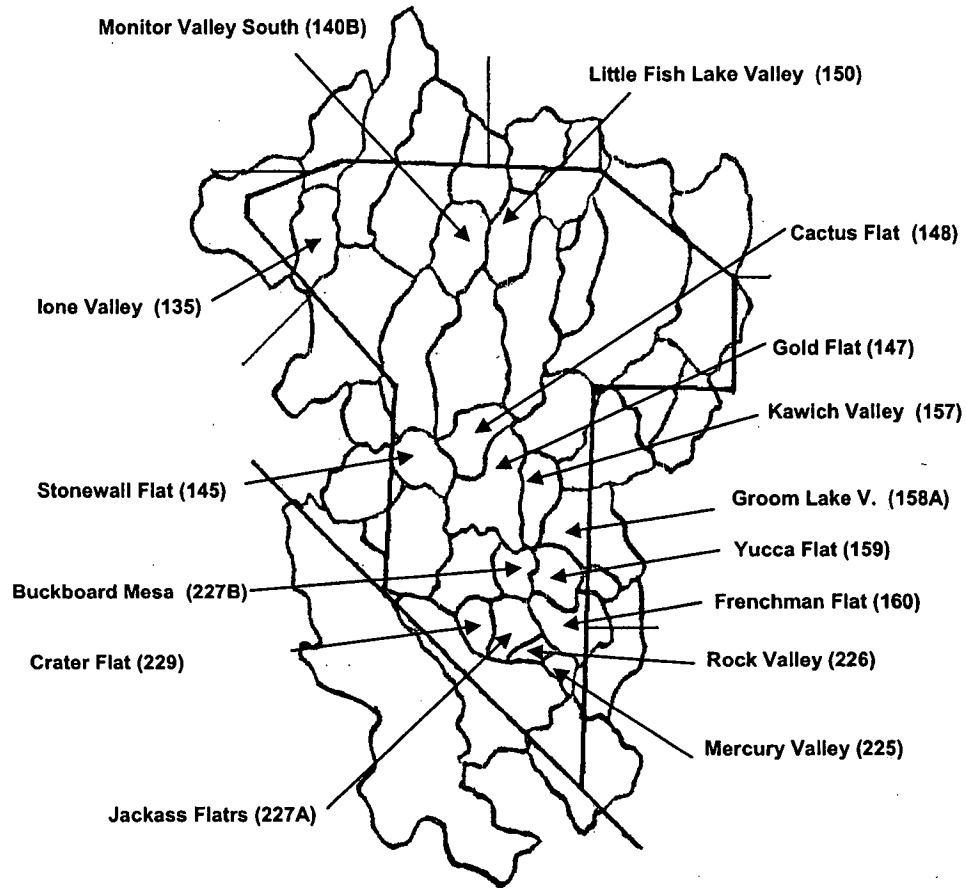 Monitor Valley South (140B)
Little Fish Lake Valley (150)
Cactus Flat (148)
Ione Valley (135)
Gold Flat (147)
Kawich Valley (157)
Stonewall Flat (145)
Groom Lake V. (158A)
Yucca Flat (159)
Buckboard Mesa (227B)
Frenchman Flat (160)
Crater Flat (229)
Rock Valley (226)
Mercury Valley (225)
Jackass Flatrs (227A)